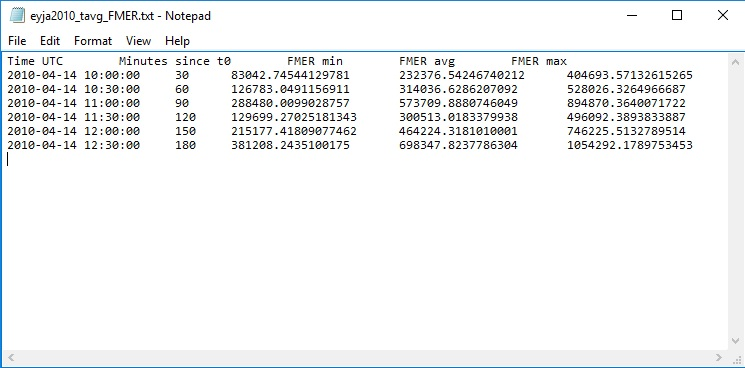 eyja2010_tavg_FMER.txt - Notepad
File Edit Format View Help
Time UTC Minutes since t0 FMER min FMER avg FMER max
2010-04-14 10:00:00 30 83042.74544129781 232376.54246740212 404693.57132615265
2010-04-14 10:30:00 60 126783.0491156911 314036.6286207092 528026.3264966687
2010-04-14 11:00:00 90 288480.0099028757 573709.8880746049 894870.3640071722
2010-04-14 11:30:00 120 129699.27025181343 300513.0183379938 496092.3893833887
2010-04-14 12:00:00 150 215177.41809077462 464224.3181010001 746225.5132789514
2010-04-14 12:30:00 180 381208.2435100175 698347.8237786304 1054292.1789753453